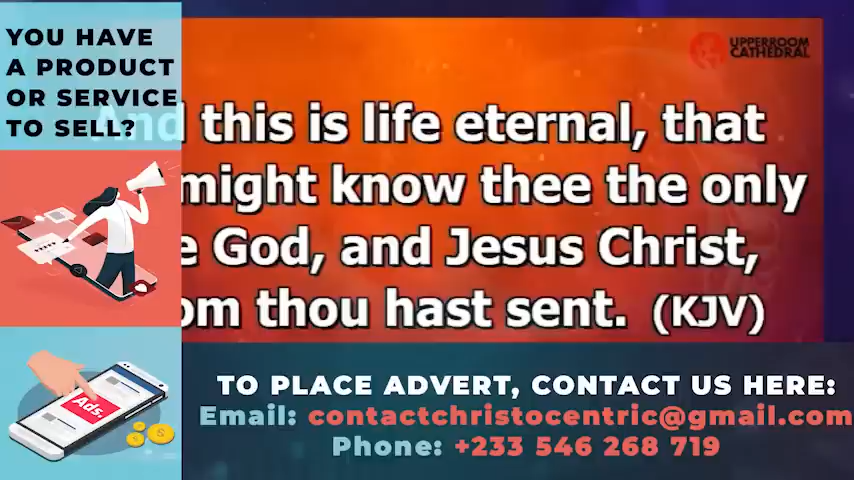 YOU HAVE
A PRODUCT
OR SERVICE
TO SELL?
UPPERROOM
CATHEDRAL
And this is life eternal, that
might know thee the only
e God, and Jesus Christ,
om thou hast sent. (KJV)
Ads.
TO PLACE ADVERT, CONTACT US HERE:
Email: contactchristocentric@gmail.com
Phone: +233 546 268 719